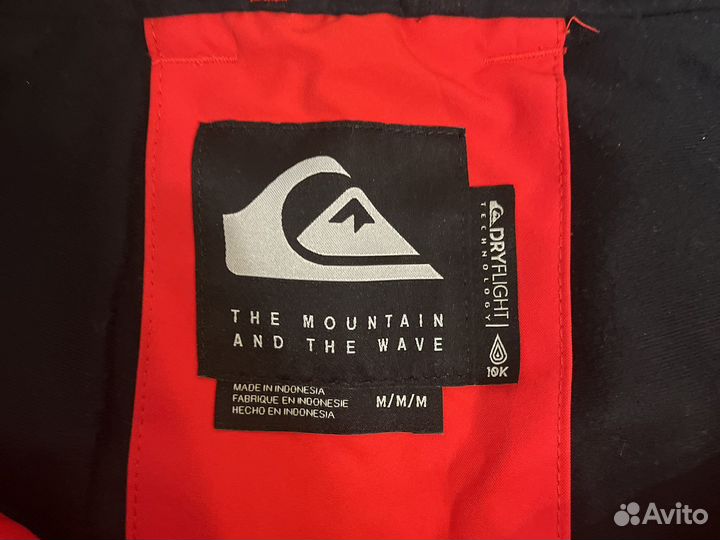 THE MOUNTAIN
AND THE WAVE
DRYFLIGHT
TECHNOLOGY
10K
MADE IN INDONESIA
FABRIQUE EN INDONESIE
HECHO EN INDONESIA
M/M/M
Avito